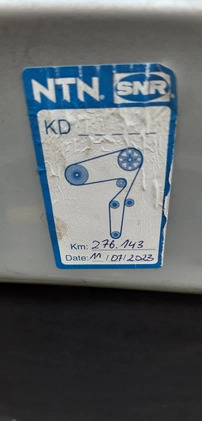 NTN. SNR
KD
Km: 276.143
Date: 11/07/2023